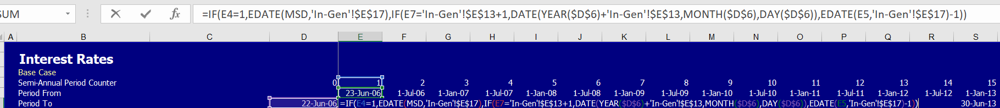 SUM fx =IF(E4=1,EDATE(MSD,'In-Gen'!$E$17),IF(E7='In-Gen'!$E$13+1,DATE(YEAR($D$6)+'In-Gen'!$E$13,MONTH($D$6),DAY($D$6)),EDATE(E5,'In-Gen'!$E$17)-1))
A B C D E F G H I J K L M N O P Q R S
Interest Rates
Base Case
Semi-Annual Period Counter 0 1 2 3 4 5 6 7 8 9 10 11 12 13 14 15
Period From 23-Jun-06 1-Jul-06 1-Jan-07 1-Jul-07 1-Jan-08 1-Jul-08 1-Jan-09 1-Jul-09 1-Jan-10 1-Jul-10 1-Jan-11 1-Jul-11 1-Jan-12 1-Jul-12 1-Jan-13
Period To 22-Jun-06 =IF(E4=1,EDATE(MSD,'In-Gen'!$E$17),IF(E7='In-Gen'!$E$13+1,DATE(YEAR($D$6)+'In-Gen'!$E$13,MONTH($D$6),DAY($D$6)),EDATE(E5,'In-Gen'!$E$17)-1)) 30-Jun-13